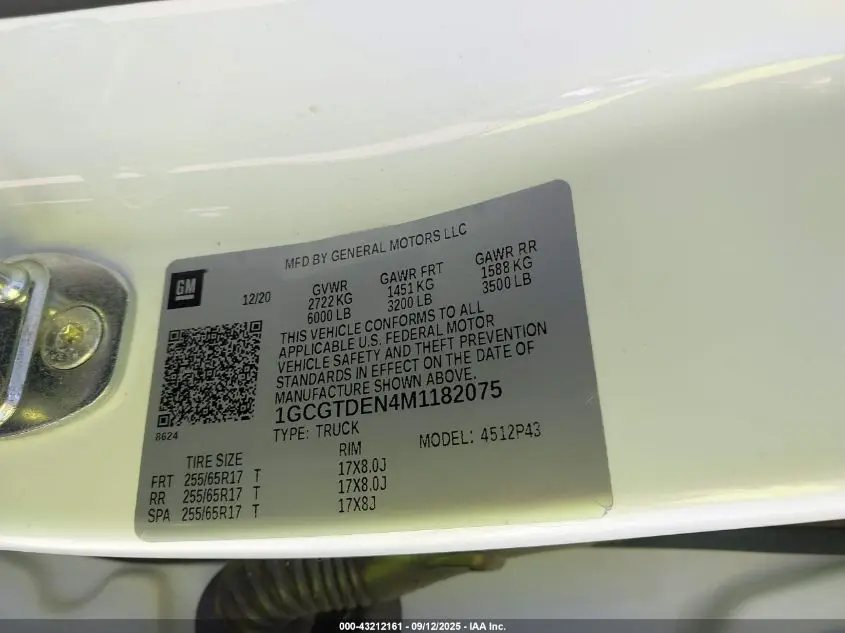 MFD BY GENERAL MOTORS LLC
GM
12/20
GVWR
2722 KG
6000 LB
GAWR FRT
1451 KG
3200 LB
GAWR RR
1588 KG
3500 LB
THIS VEHICLE CONFORMS TO ALL
APPLICABLE U.S. FEDERAL MOTOR
VEHICLE SAFETY AND THEFT PREVENTION
STANDARDS IN EFFECT ON THE DATE OF
MANUFACTURE SHOWN ABOVE.
1GCGTDEN4M1182075
8624
TYPE: TRUCK
MODEL: 4512P43
TIRE SIZE RIM
FRT 255/65R17 T 17X8.0J
RR 255/65R17 T 17X8.0J
SPA 255/65R17 T 17X8J
000-43212161 - 09/12/2025 - IAA Inc.